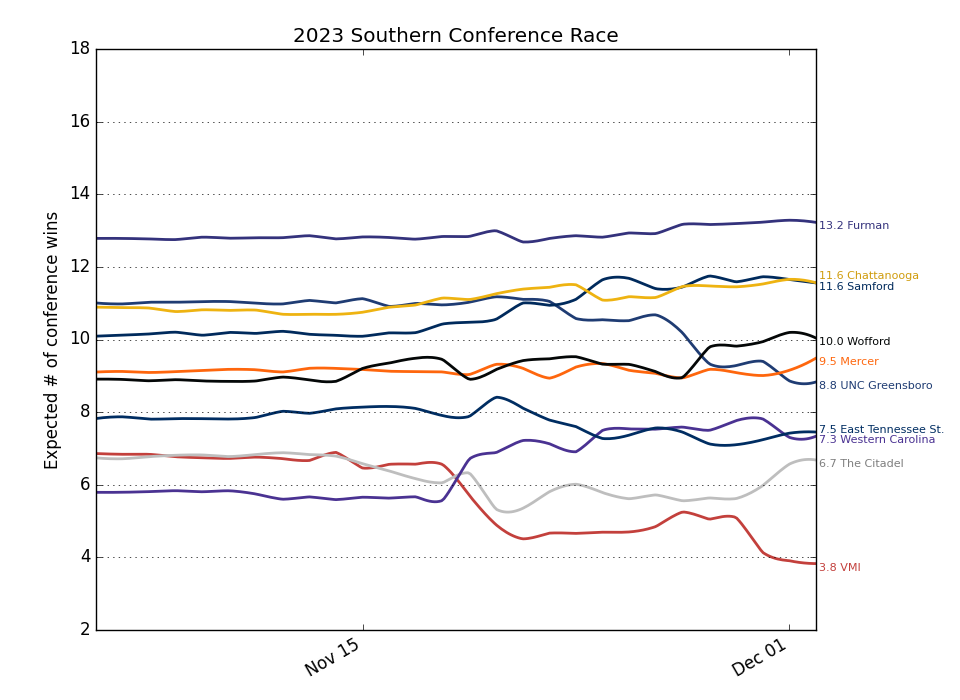 2023 Southern Conference Race
Expected # of conference wins
18
16
14
12
10
8
6
4
2
13.2 Furman
11.6 Chattanooga
11.6 Samford
10.0 Wofford
9.5 Mercer
8.8 UNC Greensboro
7.5 East Tennessee St.
7.3 Western Carolina
6.7 The Citadel
3.8 VMI
Nov 15
Dec 01